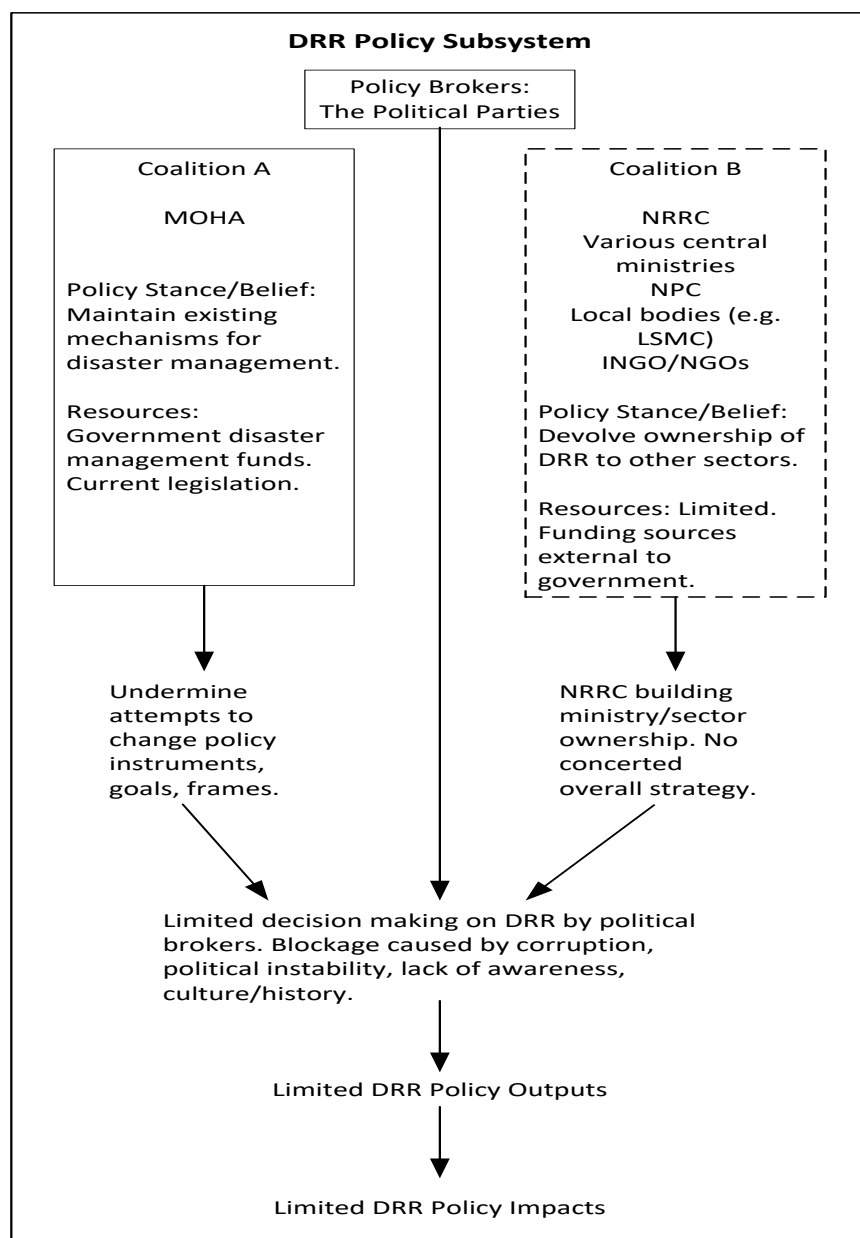 DRR Policy Subsystem
Policy Brokers:
The Political Parties
Coalition A
MOHA
Policy Stance/Belief:
Maintain existing
mechanisms for
disaster management.
Resources:
Government disaster
management funds.
Current legislation.
Coalition B
NRRC
Various central
ministries
NPC
Local bodies (e.g.
LSMC)
INGO/NGOs
Policy Stance/Belief:
Devolve ownership of
DRR to other sectors.
Resources: Limited.
Funding sources
external to
government.
Undermine
attempts to
change policy
instruments,
goals, frames.
NRRC building
ministry/sector
ownership. No
concerted
overall strategy.
Limited decision making on DRR by political
brokers. Blockage caused by corruption,
political instability, lack of awareness,
culture/history.
Limited DRR Policy Outputs
Limited DRR Policy Impacts